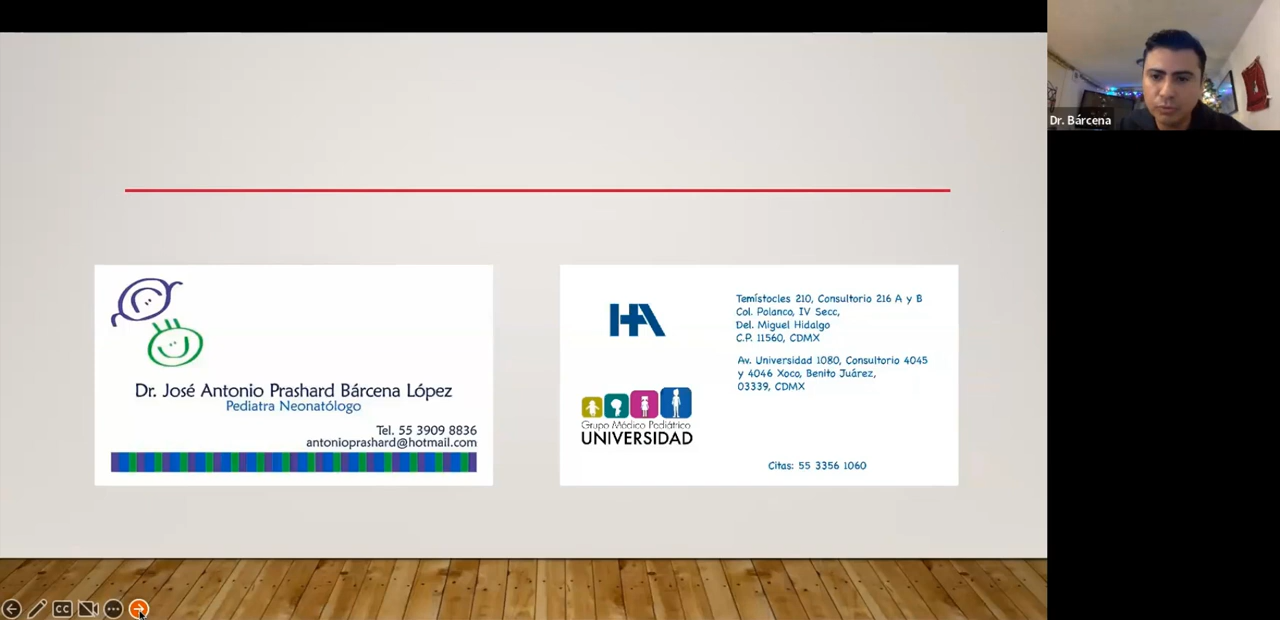 Dr. Bárcena
Dr. José Antonio Prashard Bárcena López
Pediatra Neonatólogo
Tel. 55 3909 8836
antonioprashard@hotmail.com
HA
Temístocles 210, Consultorio 216 A y B
Col. Polanco, IV Secc,
Del. Miguel Hidalgo
C.P. 11560, CDMX
Av. Universidad 1080, Consultorio 4045
y 4046 Xoco, Benito Juárez,
03339, CDMX
Grupo Médico Pediátrico
UNIVERSIDAD
Citas: 55 3356 1060
CC